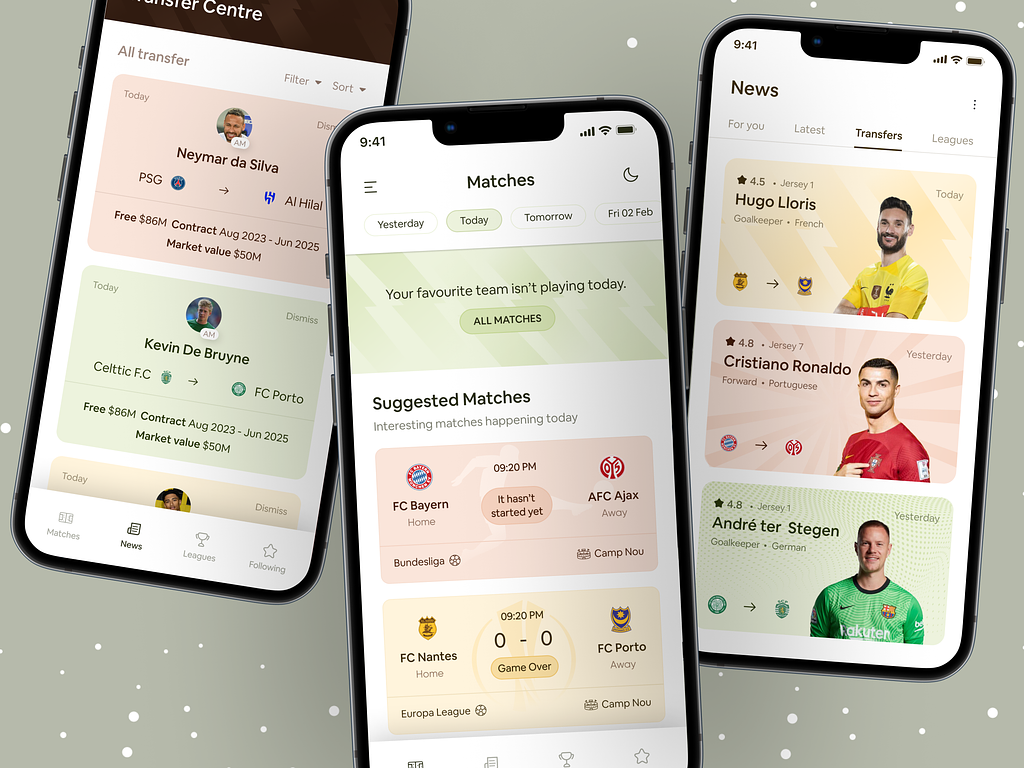 Transfer Centre
All transfer
Filter Sort
Today
AM
Neymar da Silva
PSG → Al Hilal
Free $86M Contract Aug 2023 - Jun 2025
Market value $50M
Today
Dismiss
AM
Kevin De Bruyne
Celttic F.C → FC Porto
Free $86M Contract Aug 2023 - Jun 2025
Market value $50M
Today
Dismiss
Matches
News
Leagues
Following
9:41
Matches
Yesterday Today Tomorrow Fri 02 Feb
Your favourite team isn't playing today.
ALL MATCHES
Suggested Matches
Interesting matches happening today
09:20 PM
FC Bayern
Home
It hasn't
started yet
AFC Ajax
Away
Bundesliga
Camp Nou
09:20 PM
0 - 0
FC Nantes
Home
Game Over
FC Porto
Away
Europa League
Camp Nou
9:41
News
For you Latest Transfers Leagues
4.5 • Jersey 1
Today
Hugo Lloris
Goalkeeper • French
→
4.8 • Jersey 7
Yesterday
Cristiano Ronaldo
Forward • Portuguese
→
4.8 • Jersey 1
Yesterday
André ter Stegen
Goalkeeper • German
→
Rakuten